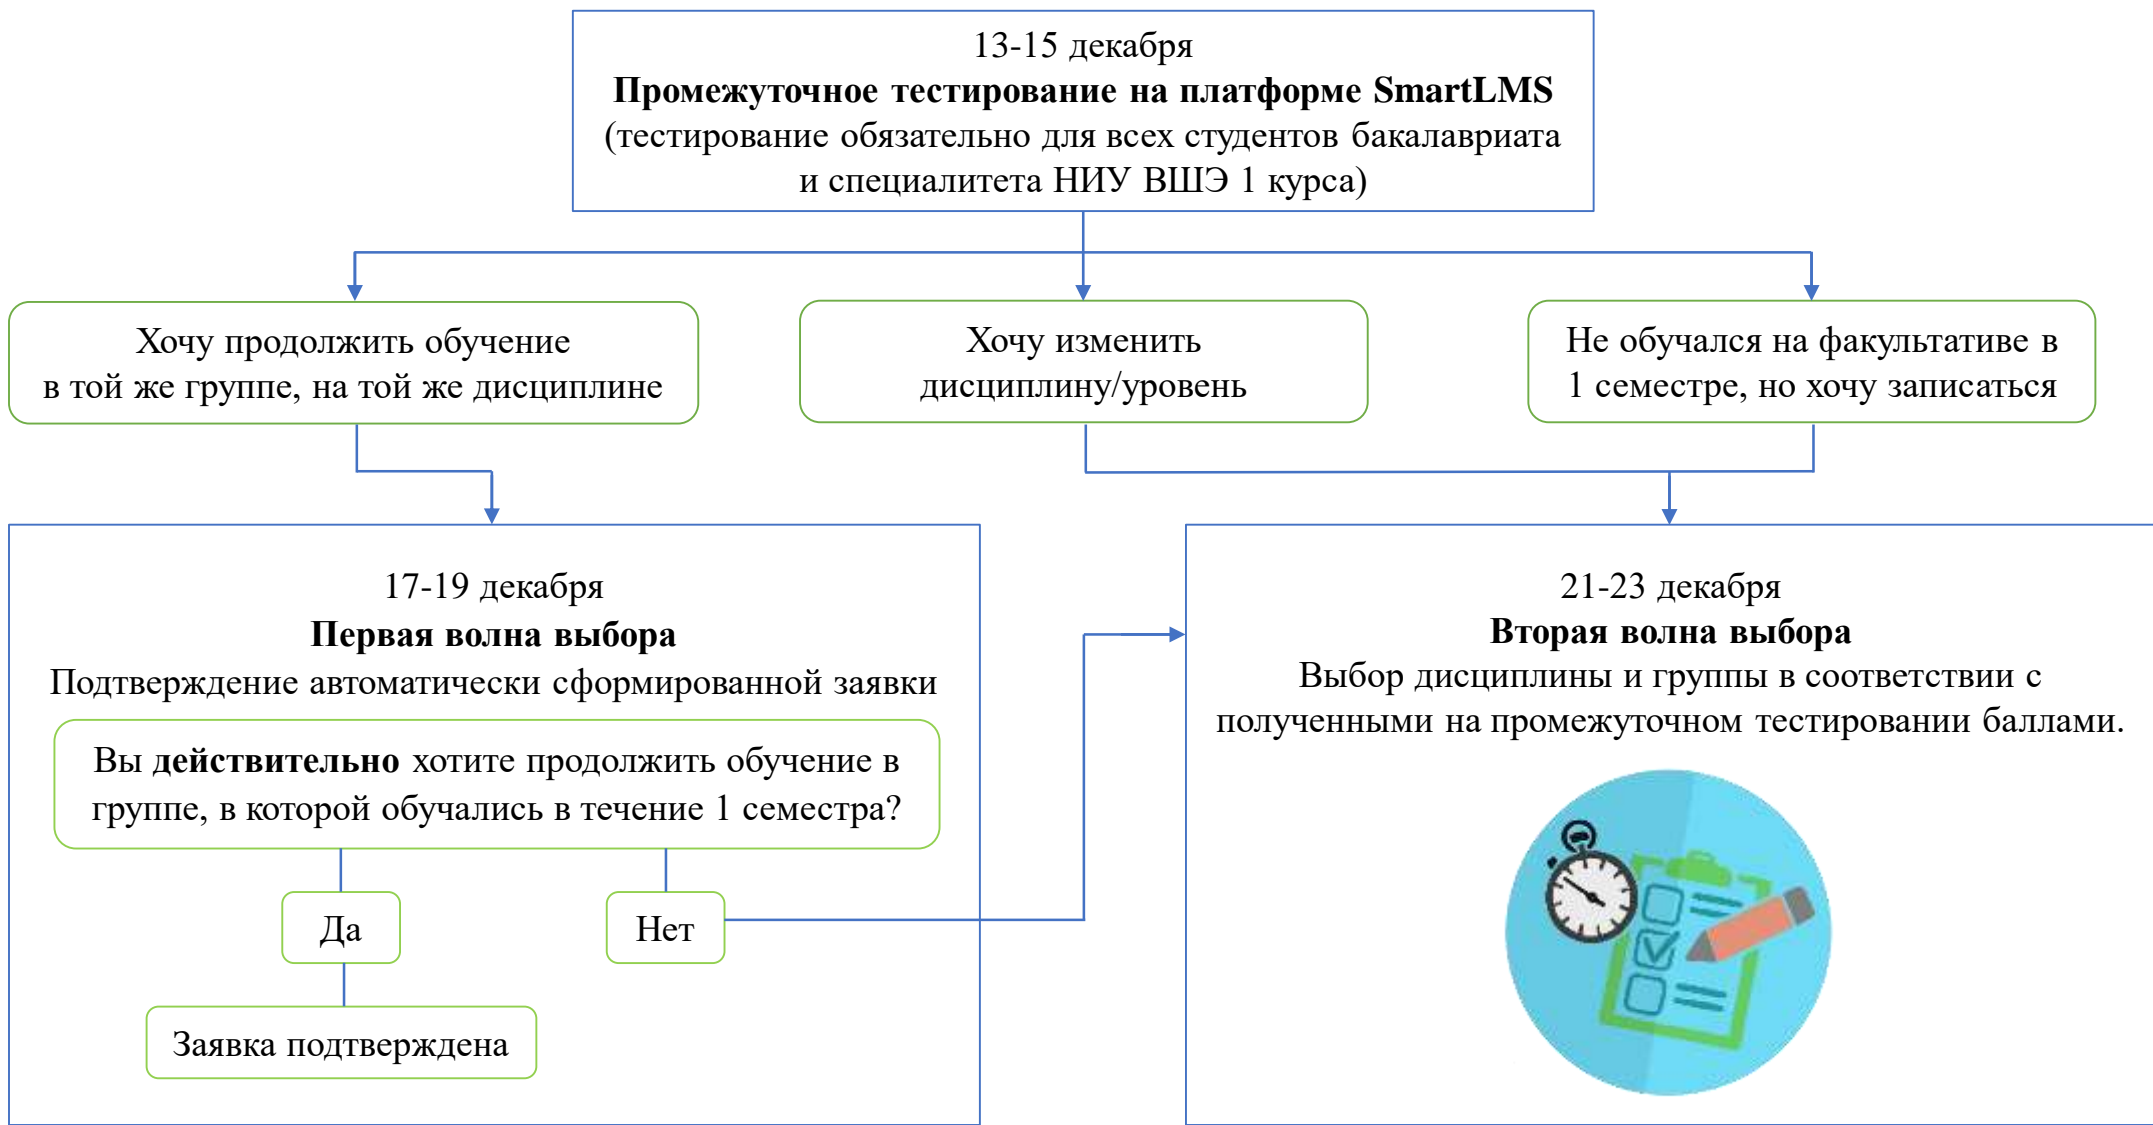 13-15 декабря
Промежуточное тестирование на платформе SmartLMS
(тестирование обязательно для всех студентов бакалавриата
и специалитета НИУ ВШЭ 1 курса)
Хочу продолжить обучение
в той же группе, на той же дисциплине
Хочу изменить
дисциплину/уровень
Не обучался на факультативе в
1 семестре, но хочу записаться
17-19 декабря
Первая волна выбора
Подтверждение автоматически сформированной заявки
Вы действительно хотите продолжить обучение в
группе, в которой обучались в течение 1 семестра?
Да
Нет
Заявка подтверждена
21-23 декабря
Вторая волна выбора
Выбор дисциплины и группы в соответствии с
полученными на промежуточном тестировании баллами.